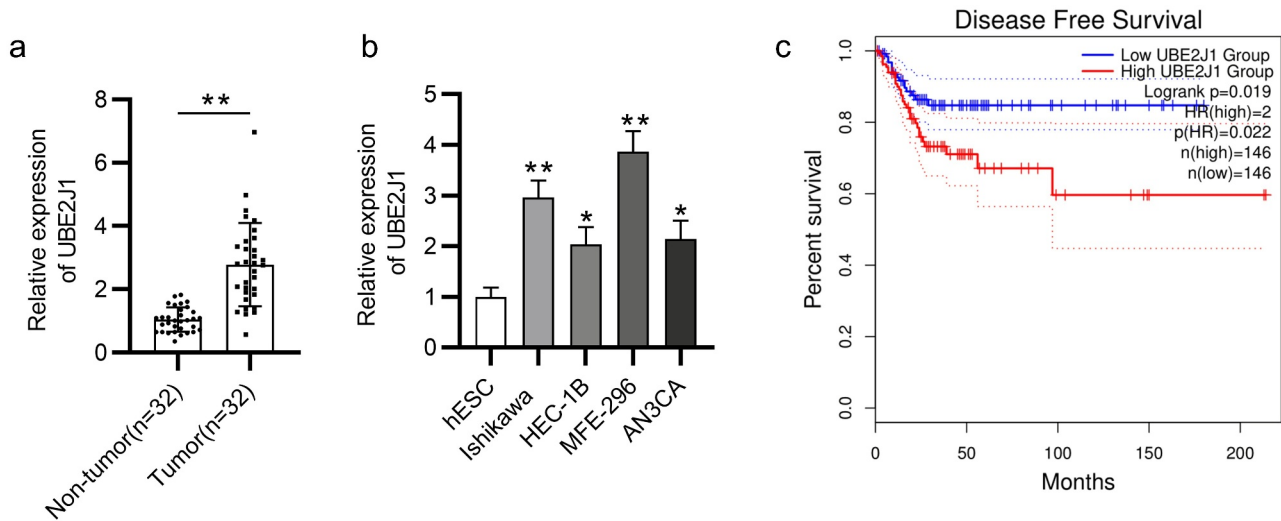 a
Relative expression
of UBE2J1
8
6
4
2
0
**
Non-tumor(n=32)
Tumor(n=32)
b
Relative expression
of UBE2J1
5
4
3
2
1
0
**
*
**
*
hESC
Ishikawa
HEC-1B
MFE-296
AN3CA
c
Disease Free Survival
Percent survival
1.0
0.8
0.6
0.4
0.2
0.0
Low UBE2J1 Group
High UBE2J1 Group
Logrank p=0.019
HR(high)=2
p(HR)=0.022
n(high)=146
n(low)=146
0
50
100
150
200
Months